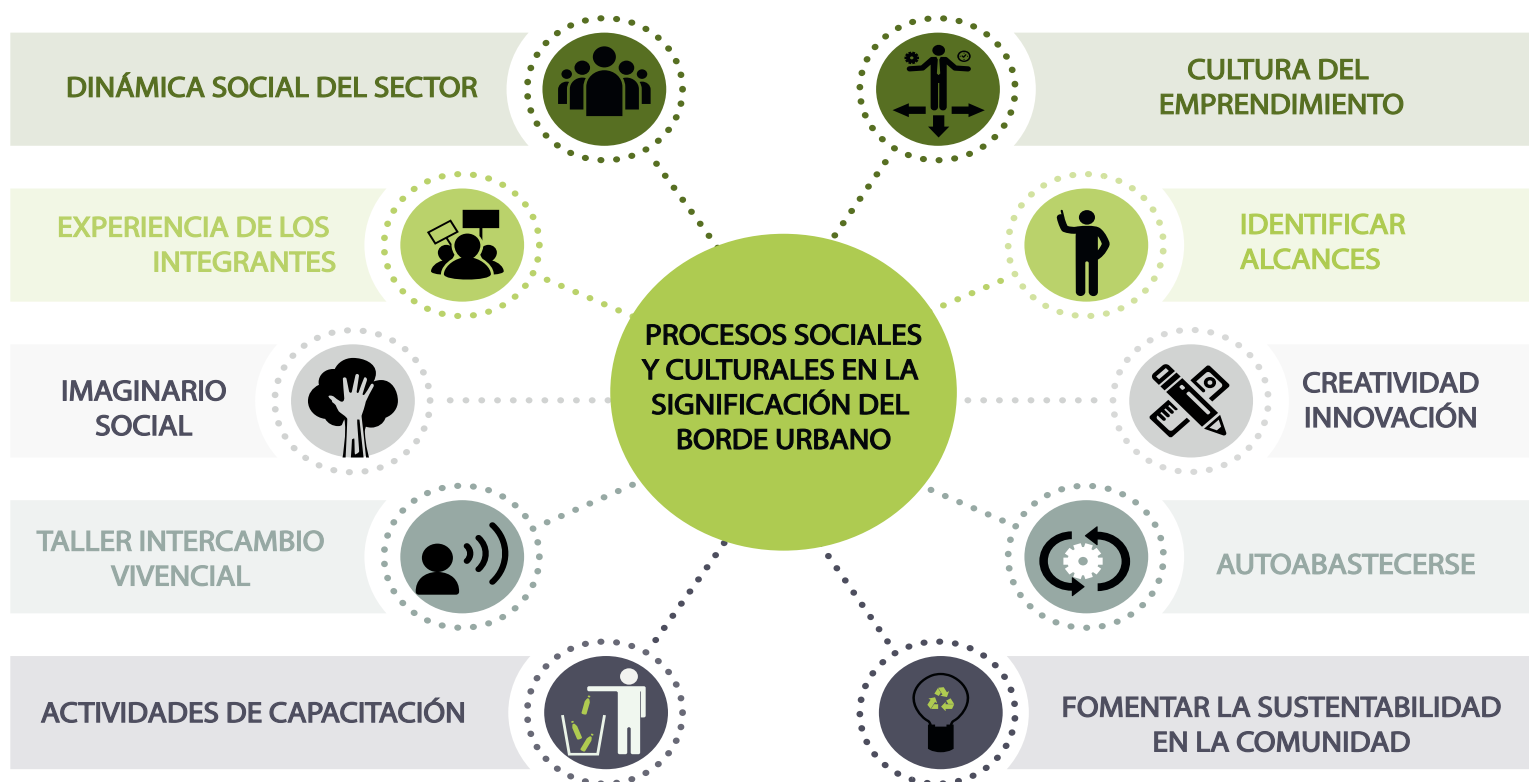 DINÁMICA SOCIAL DEL SECTOR
EXPERIENCIA DE LOS
INTEGRANTES
IMAGINARIO
SOCIAL
TALLER INTERCAMBIO
VIVENCIAL
ACTIVIDADES DE CAPACITACIÓN
PROCESOS SOCIALES
Y CULTURALES EN LA
SIGNIFICACIÓN DEL
BORDE URBANO
CULTURA DEL
EMPRENDIMIENTO
IDENTIFICAR
ALCANCES
CREATIVIDAD
INNOVACIÓN
AUTOABASTECERSE
FOMENTAR LA SUSTENTABILIDAD
EN LA COMUNIDAD